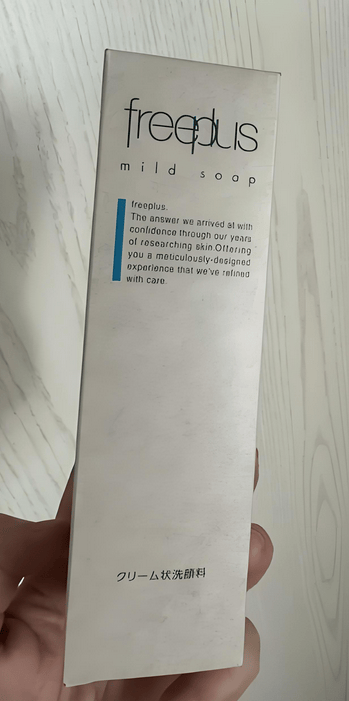 freeplus
mild soap
freeplus.
The answer we arrived at with
confidence through our years
of researching skin.Offering
you a meticulously-designed
experience that we've refined
with care.
クリーム状洗顔料